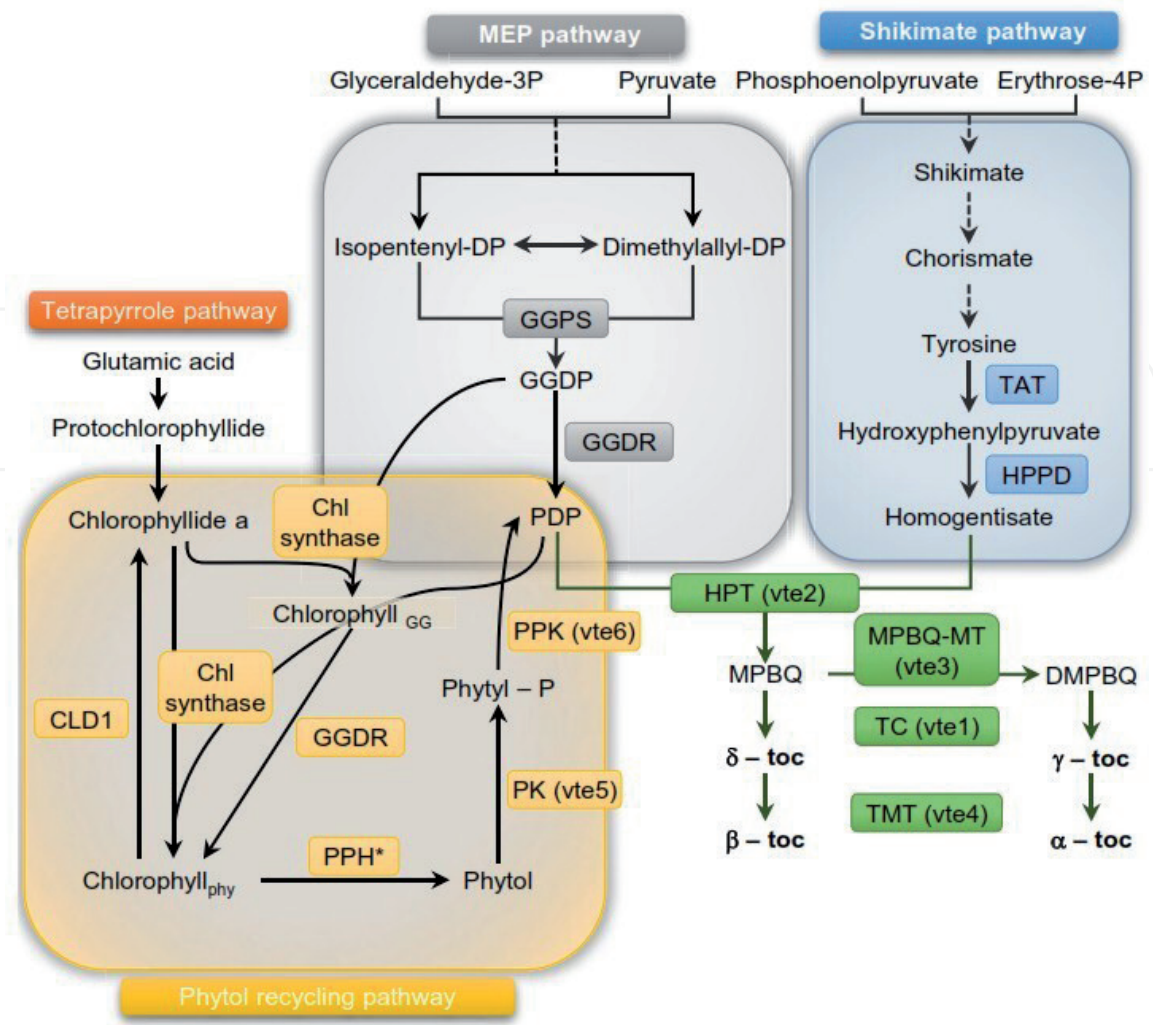 MEP pathway
Shikimate pathway
Glyceraldehyde-3P
Pyruvate
Phosphoenolpyruvate
Erythrose-4P
Shikimate
Isopentenyl-DP
Dimethylallyl-DP
Chorismate
Tetrapyrrole pathway
GGPS
Tyrosine
Glutamic acid
GGDP
TAT
Protochlorophyllide
GGDR
Hydroxyphenylpyruvate
HPPD
Chlorophyllide a
Chl
synthase
PDP
Homogentisate
HPT (vte2)
Chlorophyll GG
PPK (vte6)
MPBQ-MT
(vte3)
Chl
synthase
Phytyl – P
MPBQ
DMPBQ
CLD1
GGDR
TC (vte1)
δ – toc
γ – toc
PK (vte5)
TMT (vte4)
β – toc
α – toc
PPH*
Chlorophyllphy
Phytol
Phytol recycling pathway